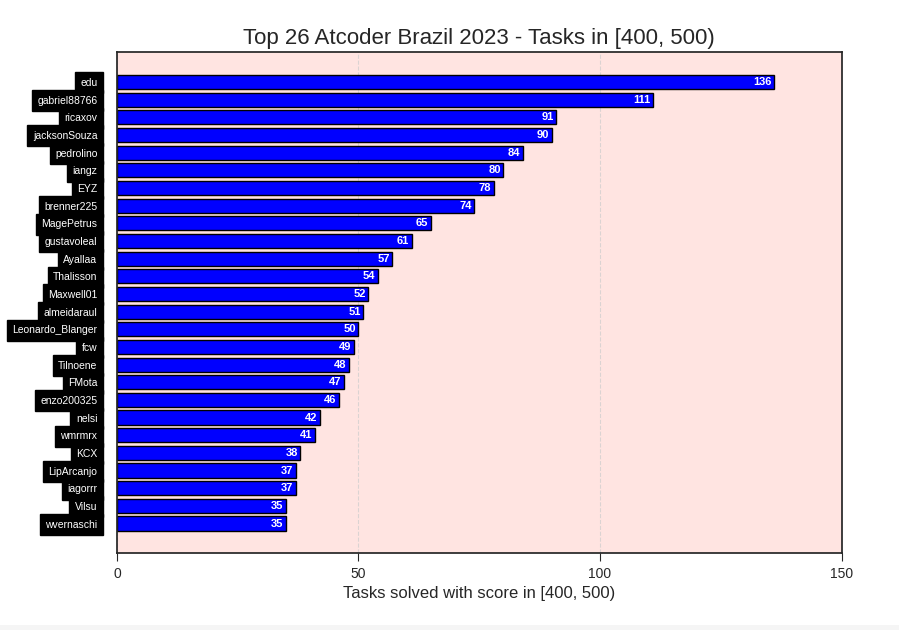 Top 26 Atcoder Brazil 2023 - Tasks in [400, 500)
edu 136
gabriel88766 111
ricaxov 91
jacksonSouza 90
pedrolino 84
iangz 80
EYZ 78
brenner225 74
MagePetrus 65
gustavoleal 61
Ayallaa 57
Thalisson 54
Maxwell01 52
almeidaraul 51
Leonardo_Blanger 50
fcw 49
Tilnoene 48
FMota 47
enzo200325 46
nelsi 42
wmrmrx 41
KCX 38
LipArcanjo 37
iagorrr 37
Vilsu 35
wvernaschi 35
0 50 100 150
Tasks solved with score in [400, 500)